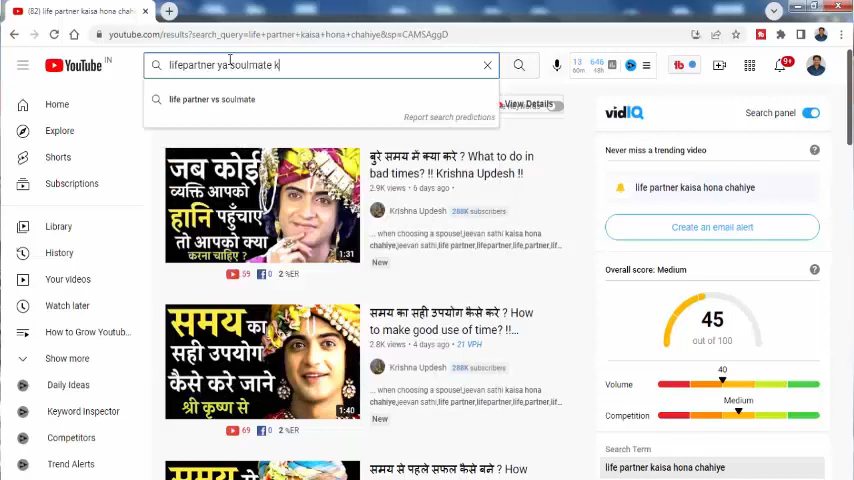 (82) life partner kaisa hona chah
youtube.com/results?search_query=life+partner+kaisa+hona+chahiye&sp=CAMSAggD
YouTube IN
lifepartner ya soulmate k
13 60m 646 48h
tb
9+
life partner vs soulmate
Report search predictions
View Details
Home
Explore
Shorts
Subscriptions
Library
History
Your videos
Watch later
How to Grow Youtub...
Show more
Daily Ideas
Keyword Inspector
Competitors
Trend Alerts
जब कोई
व्यक्ति आपको
हानि पहुँचाए
तो आपको क्या
करना चाहिए ?
1:31
59 0 2 %ER
बुरे समय में क्या करे ? What to do in
bad times? !! Krishna Updesh !!
2.9K views • 6 days ago •
Krishna Updesh 288K subscribers
... when choosing a spouse!,jeevan sathi kaisa hona
chahiye,jeevan sathi,life partner,lifepartner,life,partner,lif...
New
समय का
सही उपयोग
कैसे करे जाने
श्री कृष्ण से
1:40
69 0 2 %ER
समय का सही उपयोग कैसे करे ? How
to make good use of time? !!...
2.8K views • 4 days ago • 21 VPH
Krishna Updesh 288K subscribers
... when choosing a spouse!,jeevan sathi kaisa hona
chahiye,jeevan sathi,life partner,lifepartner,life,partner,lif...
New
समय से पहले सफल कैसे बने ? How
vidIQ
Search panel
Never miss a trending video
life partner kaisa hona chahiye
Create an email alert
Overall score: Medium
45
out of 100
40
Volume
Medium
Competition
Search Term
life partner kaisa hona chahiye